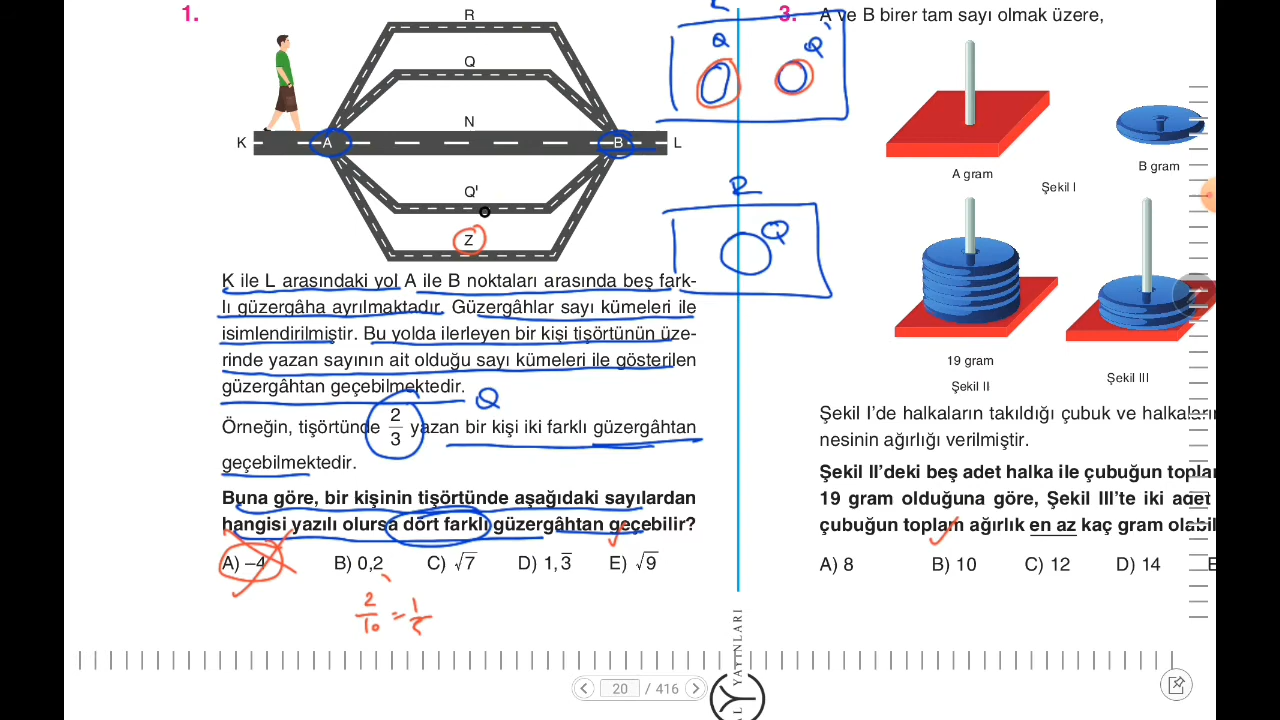 1.
R
Q
N
K
A
B
L
Q'
Z
K ile L arasındaki yol A ile B noktaları arasında beş fark-
lı güzergâha ayrılmaktadır. Güzergâhlar sayı kümeleri ile
isimlendirilmiştir. Bu yolda ilerleyen bir kişi tişörtünün üze-
rinde yazan sayının ait olduğu sayı kümeleri ile gösterilen
güzergâhtan geçebilmektedir.
Q
Örneğin, tişörtünde 2/3 yazan bir kişi iki farklı güzergâhtan
geçebilmektedir.
Buna göre, bir kişinin tişörtünde aşağıdaki sayılardan
hangisi yazılı olursa dört farklı güzergâhtan geçebilir?
A) –4 B) 0,2 C) √7 D) 1,3̅ E) √9
2/10 = 1/5
Q Q'
R
Q
3.
A ve B birer tam sayı olmak üzere,
A gram
B gram
Şekil I
19 gram
Şekil II
Şekil III
Şekil I'de halkaların takıldığı çubuk ve halkaların
nesinin ağırlığı verilmiştir.
Şekil II'deki beş adet halka ile çubuğun toplam
19 gram olduğuna göre, Şekil III'te iki adet
çubuğun toplam ağırlık en az kaç gram olabil
A) 8 B) 10 C) 12 D) 14 E
YAYINLARI
20 / 416